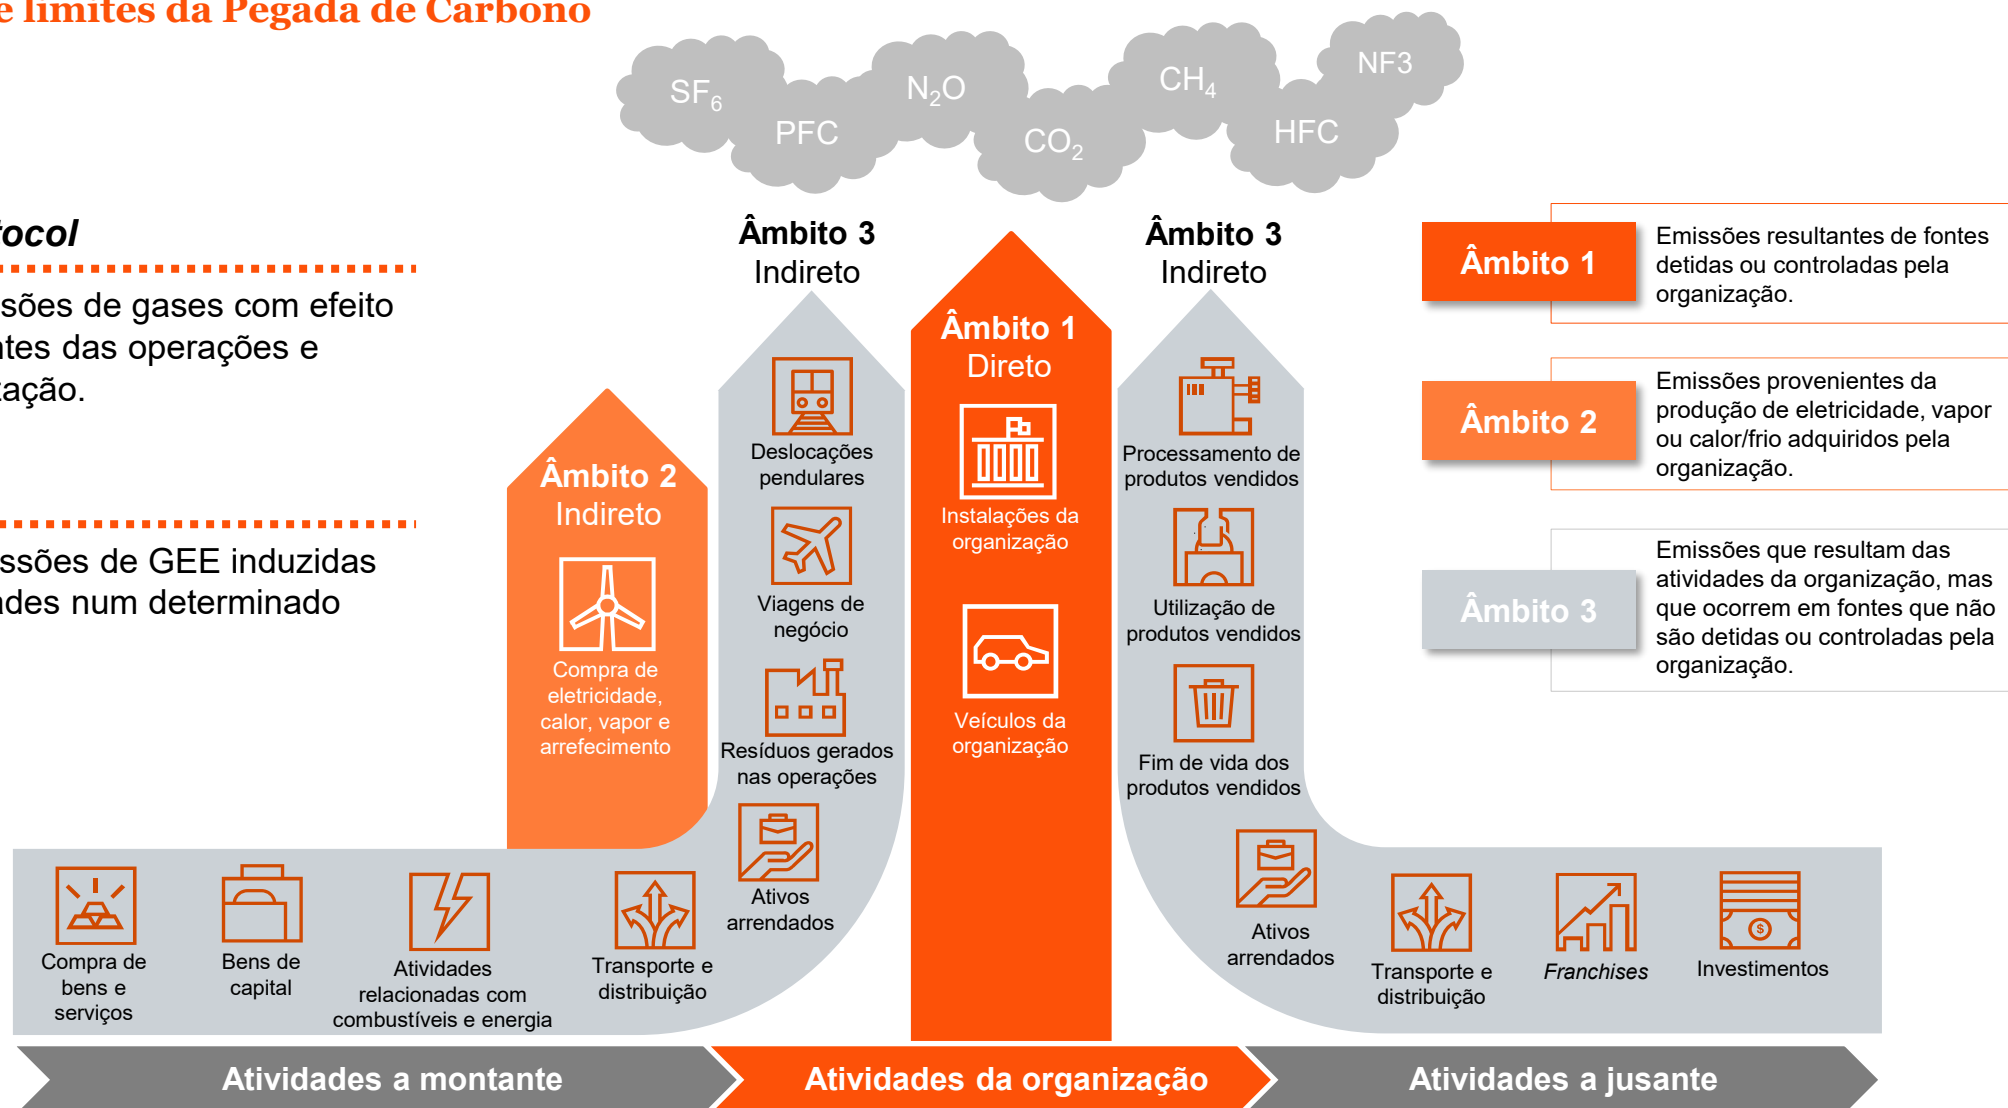 e limites da Pegada de Carbono
SF6
PFC
N2O
CO2
CH4
HFC
NF3
tocol
sões de gases com efeito
ntes das operações e
zação.
ssões de GEE induzidas
ades num determinado
Âmbito 2
Indireto
Compra de
eletricidade,
calor, vapor e
arrefecimento
Âmbito 3
Indireto
Deslocações
pendulares
Viagens de
negócio
Resíduos gerados
nas operações
Ativos
arrendados
Âmbito 1
Direto
Instalações da
organização
Veículos da
organização
Âmbito 3
Indireto
Processamento de
produtos vendidos
Utilização de
produtos vendidos
Fim de vida dos
produtos vendidos
Ativos
arrendados
Âmbito 1
Emissões resultantes de fontes
detidas ou controladas pela
organização.
Âmbito 2
Emissões provenientes da
produção de eletricidade, vapor
ou calor/frio adquiridos pela
organização.
Âmbito 3
Emissões que resultam das
atividades da organização, mas
que ocorrem em fontes que não
são detidas ou controladas pela
organização.
Compra de
bens e
serviços
Bens de
capital
Atividades
relacionadas com
combustíveis e energia
Transporte e
distribuição
Transporte e
distribuição
Franchises
$
Investimentos
Atividades a montante
Atividades da organização
Atividades a jusante